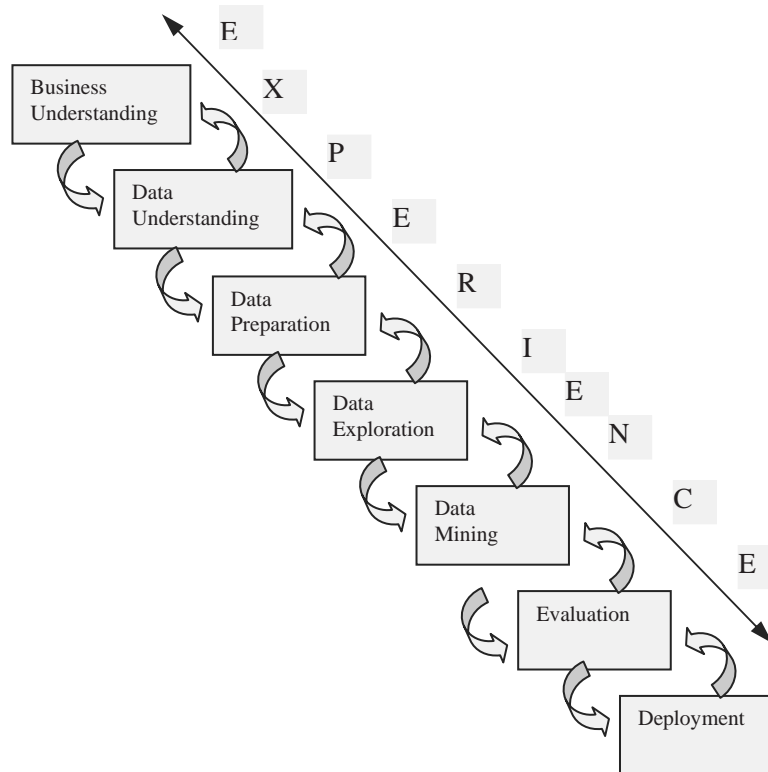 E
X
P
E
R
I
E
N
C
E
Business
Understanding
Data
Understanding
Data
Preparation
Data
Exploration
Data
Mining
Evaluation
Deployment